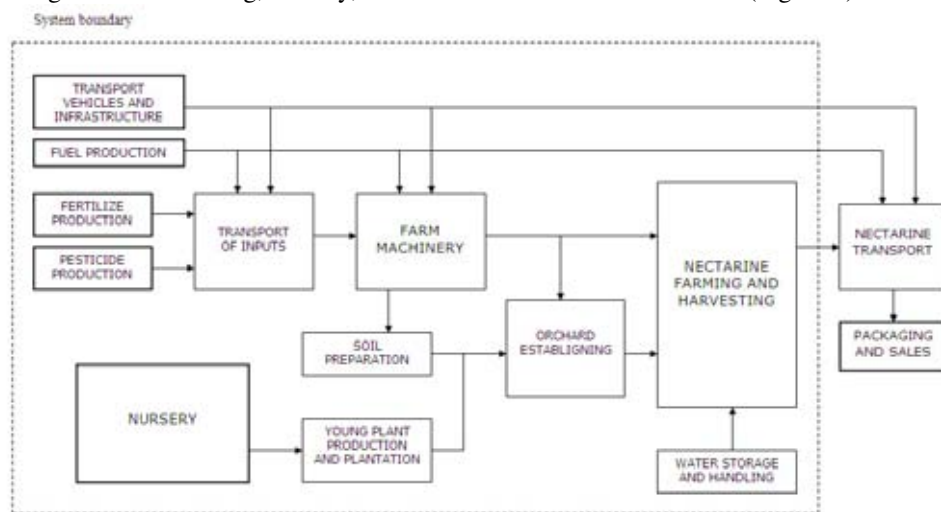 System boundary
TRANSPORT
VEHICLES AND
INFRASTRUCTURE
FUEL PRODUCTION
FERTILIZE
PRODUCTION
PESTICIDE
PRODUCTION
TRANSPORT
OF INPUTS
FARM
MACHINERY
NECTARINE
FARMING AND
HARVESTING
NECTARINE
TRANSPORT
SOIL
PREPARATION
ORCHARD
ESTABLIGNING
PACKAGING
AND SALES
NURSERY
YOUNG PLANT
PRODUCTION
AND PLANTATION
WATER STORAGE
AND HANDLING